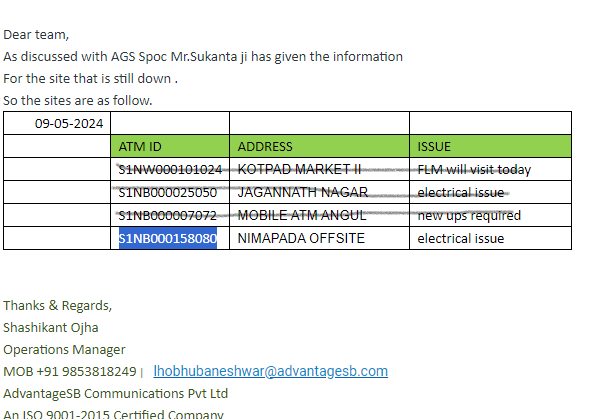 Dear team,
As discussed with AGS Spoc Mr.Sukanta ji has given the information
For the site that is still down .
So the sites are as follow.
09-05-2024
ATM ID ADDRESS ISSUE
S1NW000101024 KOTPAD MARKET II FLM will visit today
S1NB000025050 JAGANNATH NAGAR electrical issue
S1NB000007072 MOBILE ATM ANGUL new ups required
S1NB000158080 NIMAPADA OFFSITE electrical issue
Thanks & Regards,
Shashikant Ojha
Operations Manager
MOB +91 9853818249 | lhobhubaneshwar@advantagesb.com
AdvantageSB Communications Pvt Ltd
An ISO 9001-2015 Certified Company